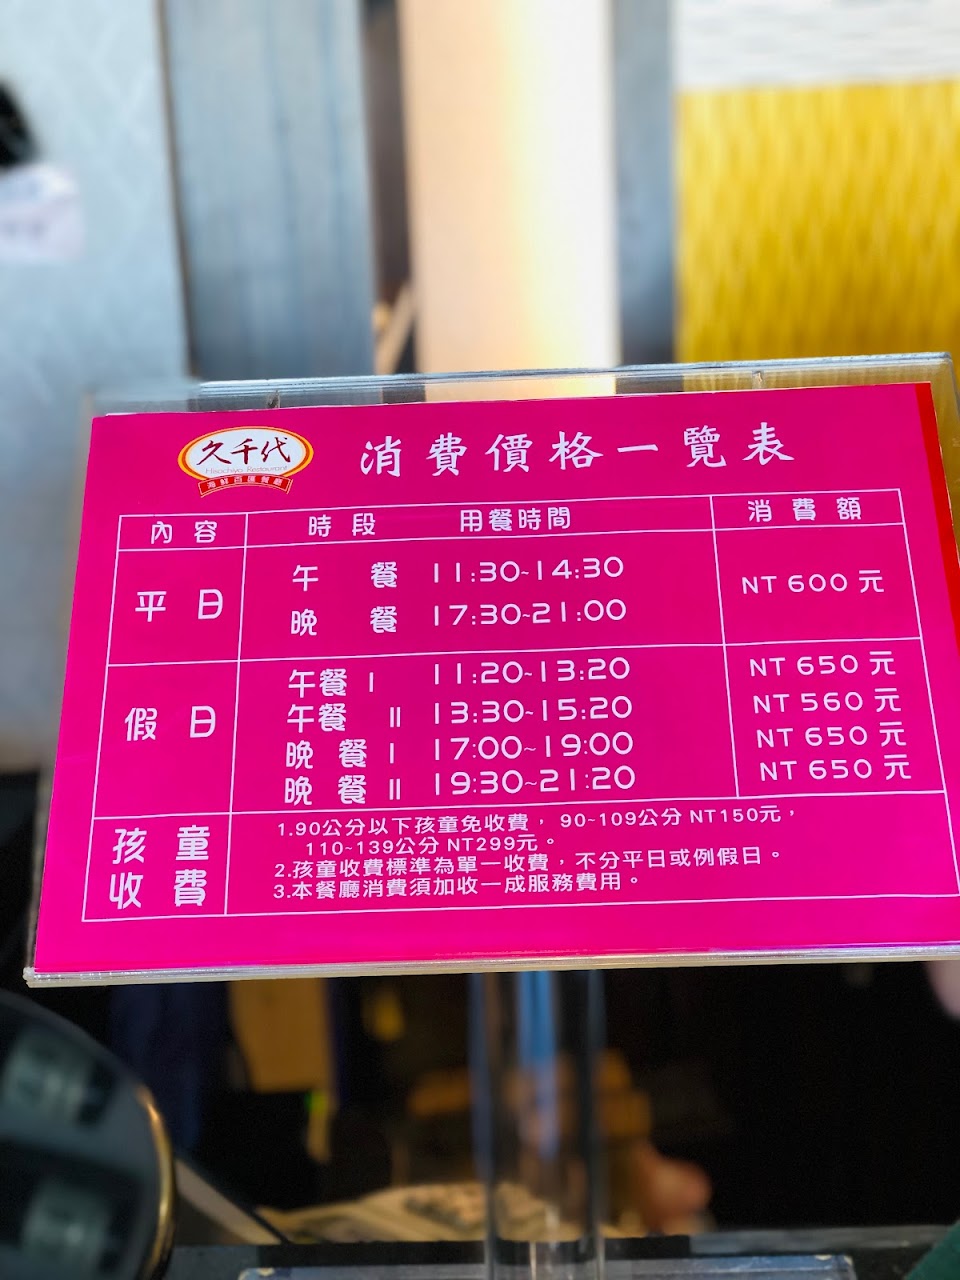 久千代
Hisachiyo Restaurant
海鮮百匯餐廳
消費價格一覽表
內容 時段 用餐時間 消費額
平日
午餐 11:30~14:30
晚餐 17:30~21:00
NT 600 元
假日
午餐 I 11:20~13:20 NT 650 元
午餐 II 13:30~15:20 NT 560 元
晚餐 I 17:00~19:00 NT 650 元
晚餐 II 19:30~21:20 NT 650 元
孩童
收費
1.90公分以下孩童免收費， 90~109公分 NT150元，
110~139公分 NT299元。
2.孩童收費標準為單一收費，不分平日或例假日。
3.本餐廳消費須加收一成服務費用。